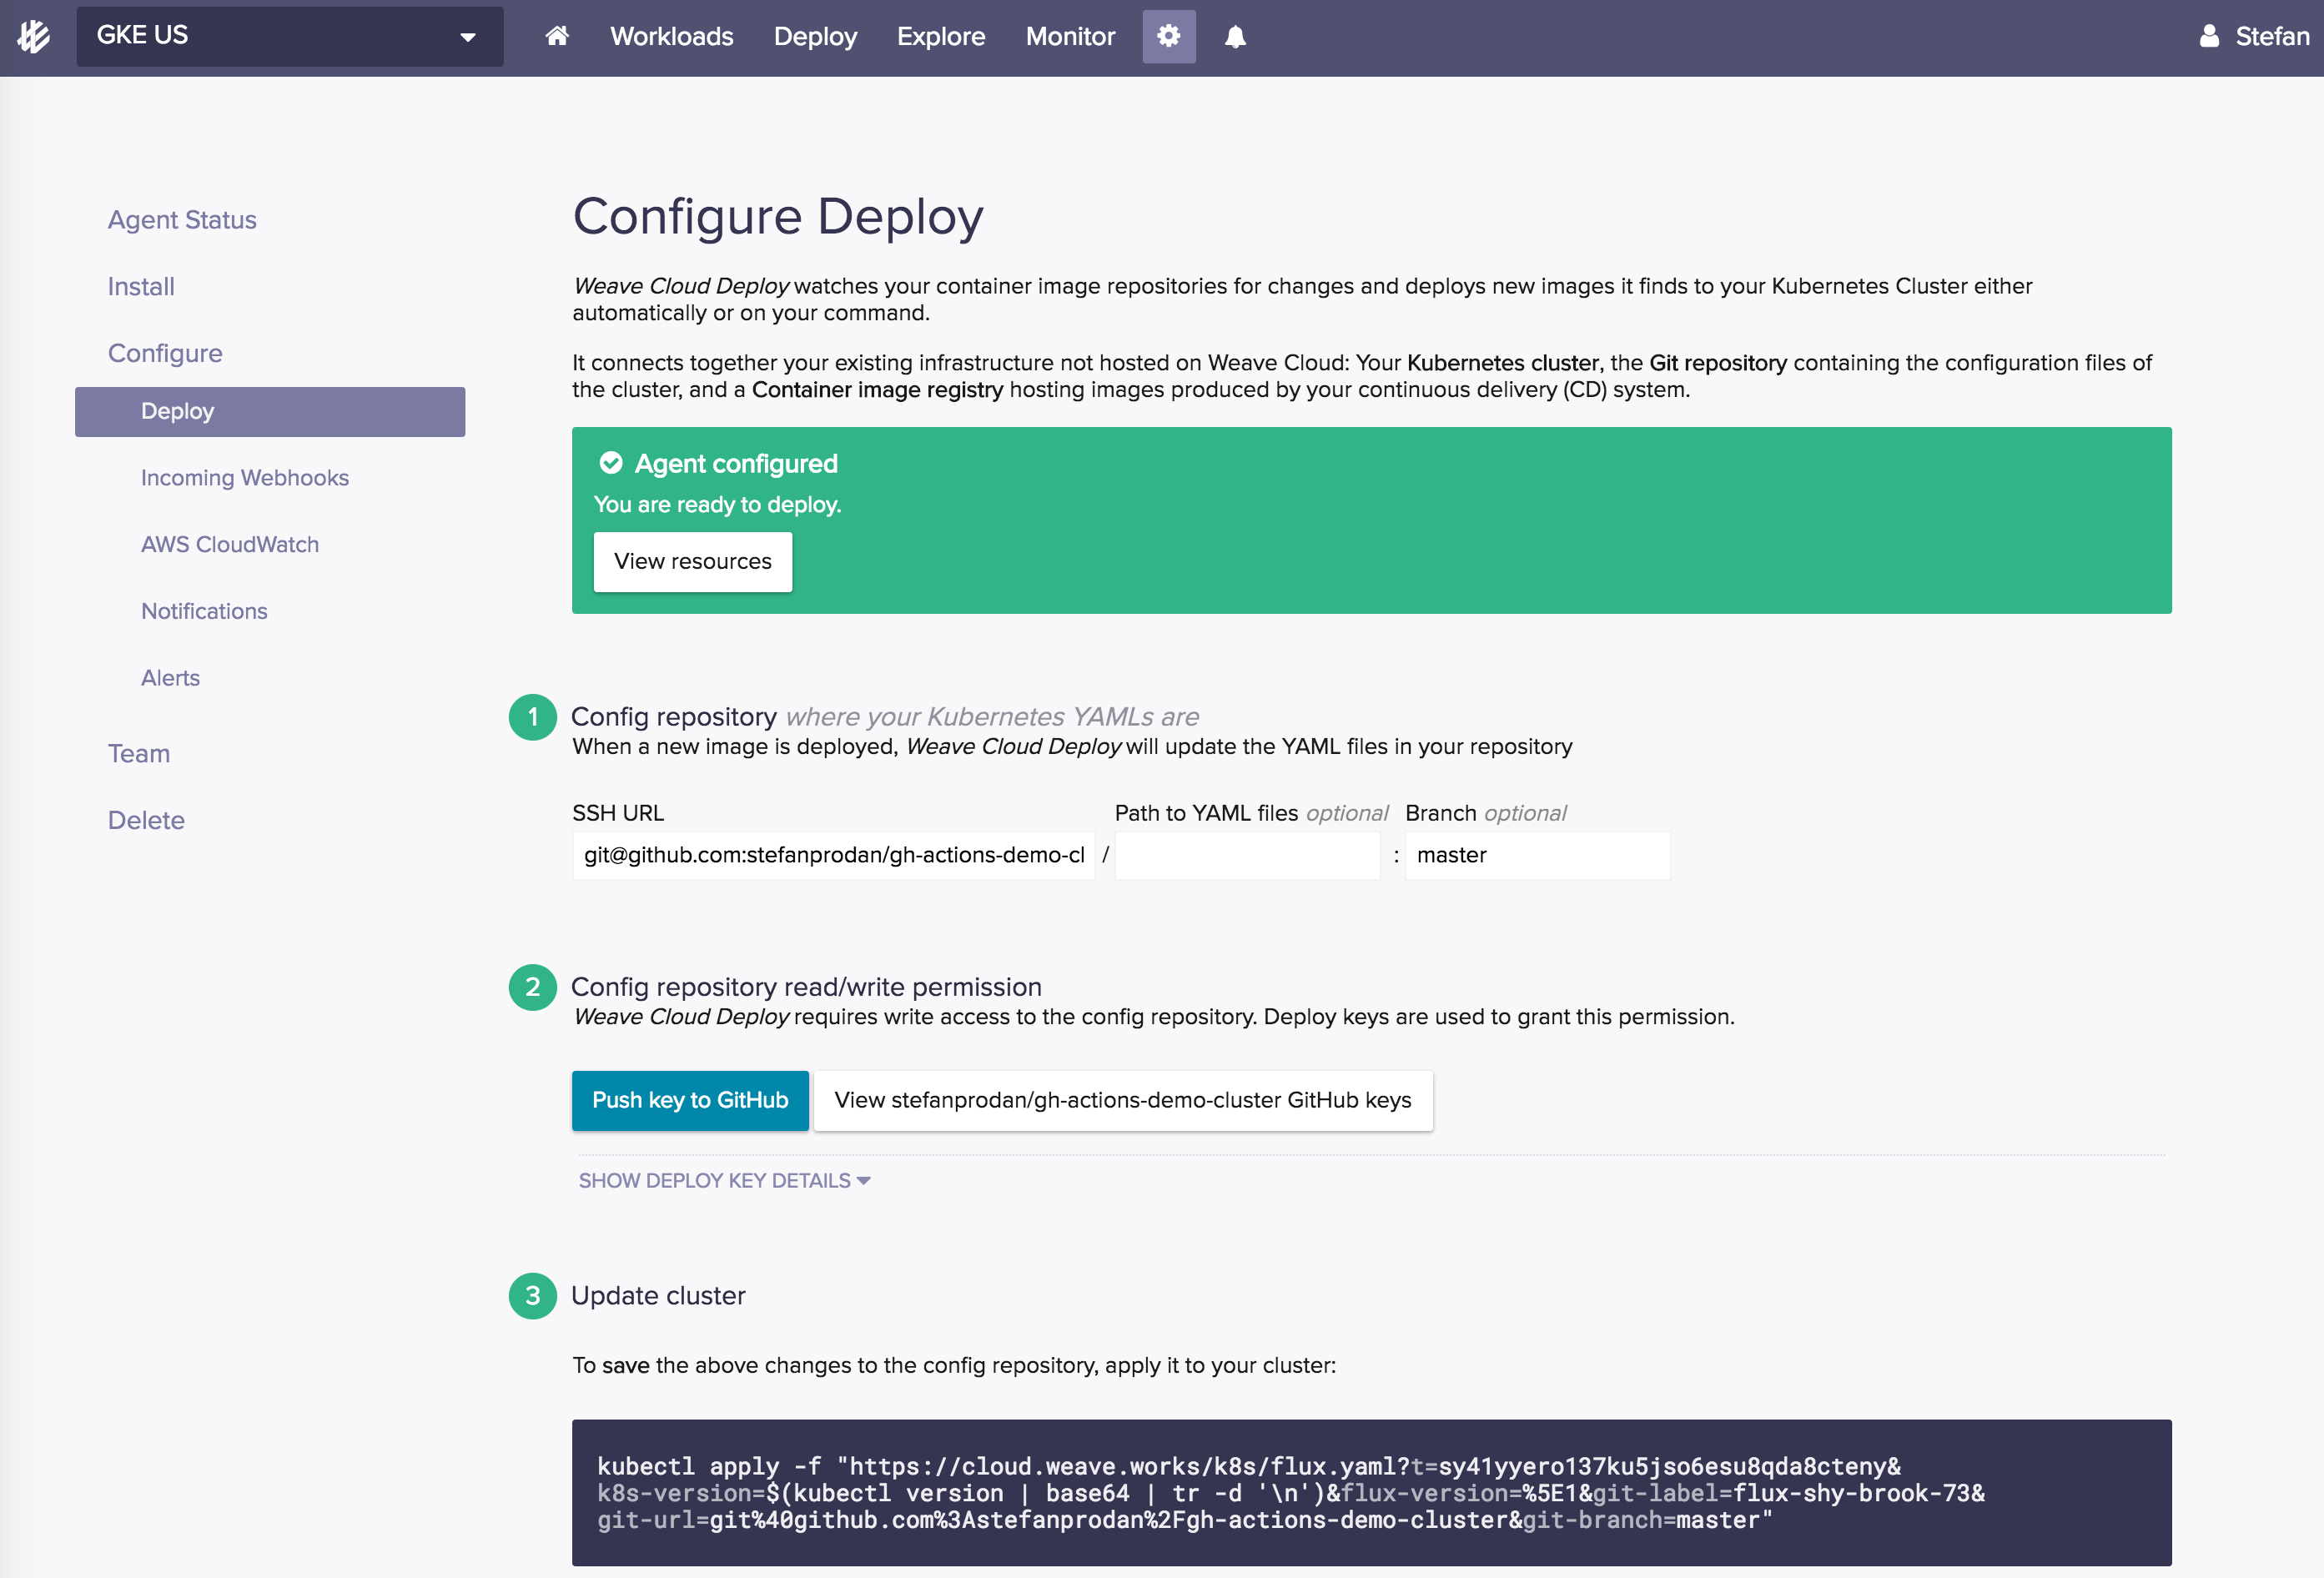 GKE US
Workloads
Deploy
Explore
Monitor
Stefan
Agent Status
Install
Configure
Deploy
Incoming Webhooks
AWS CloudWatch
Notifications
Alerts
Team
Delete
Configure Deploy
Weave Cloud Deploy watches your container image repositories for changes and deploys new images it finds to your Kubernetes Cluster either
automatically or on your command.
It connects together your existing infrastructure not hosted on Weave Cloud: Your Kubernetes cluster, the Git repository containing the configuration files of
the cluster, and a Container image registry hosting images produced by your continuous delivery (CD) system.
Agent configured
You are ready to deploy.
View resources
1 Config repository where your Kubernetes YAMLs are
When a new image is deployed, Weave Cloud Deploy will update the YAML files in your repository
SSH URL Path to YAML files optional Branch optional
git@github.com:stefanprodan/gh-actions-demo-cl / : master
2 Config repository read/write permission
Weave Cloud Deploy requires write access to the config repository. Deploy keys are used to grant this permission.
Push key to GitHub View stefanprodan/gh-actions-demo-cluster GitHub keys
SHOW DEPLOY KEY DETAILS
3 Update cluster
To save the above changes to the config repository, apply it to your cluster:
kubectl apply -f "https://cloud.weave.works/k8s/flux.yaml?t=sy41yyero137ku5jso6esu8qda8cteny&
k8s-version=$(kubectl version | base64 | tr -d '\n')&flux-version=%5E1&git-label=flux-shy-brook-73&
git-url=git%40github.com%3Astefanprodan%2Fgh-actions-demo-cluster&git-branch=master"